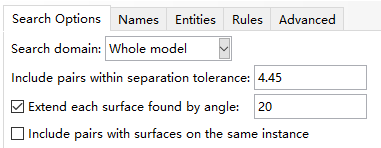 Search Options Names Entities Rules Advanced
Search domain: Whole model
Include pairs within separation tolerance: 4.45
Extend each surface found by angle: 20
Include pairs with surfaces on the same instance